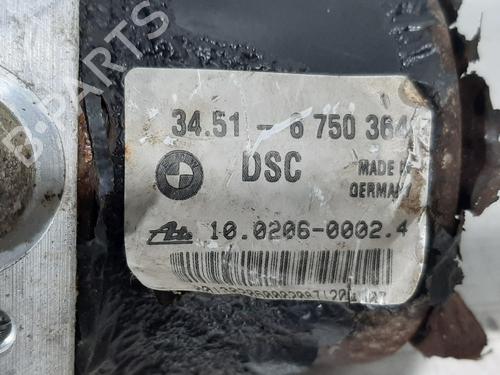 B-PARTS
34.51 - 6 750 364
DSC
MADE IN
GERMANY
Ate 10.0206-0002.4